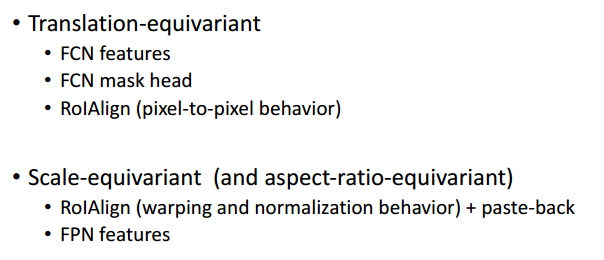 • Translation-equivariant
• FCN features
• FCN mask head
• RoIAlign (pixel-to-pixel behavior)
• Scale-equivariant (and aspect-ratio-equivariant)
• RoIAlign (warping and normalization behavior) + paste-back
• FPN features